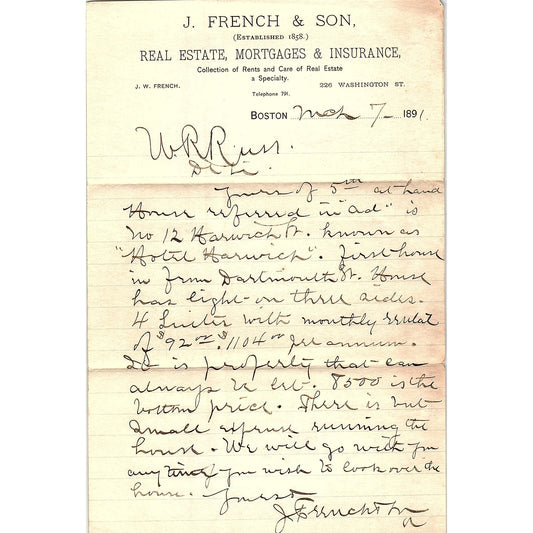 J. FRENCH & SON,
(ESTABLISHED 1858.)
REAL ESTATE, MORTGAGES & INSURANCE,
Collection of Rents and Care of Real Estate
a Specialty.
J. W. FRENCH.
226 WASHINGTON ST.
Telephone 791.
BOSTON Mch 7 1891.
W. R. Russ.
D Sir
Yours of 5th at hand
House referred in "ad" is
No 12 Harwich St. known as
"Hotel Harwich". First house
in from Dartmouth St. House
has light on three sides.
4 Suites with monthly rental
of $92.00 $1104.00 per annum.
It is property that can
always be let. 8500 is the
bottom price. There is but
small expense running the
house. We will go with you
any time you wish to look over the
house. Yours
J French & Son